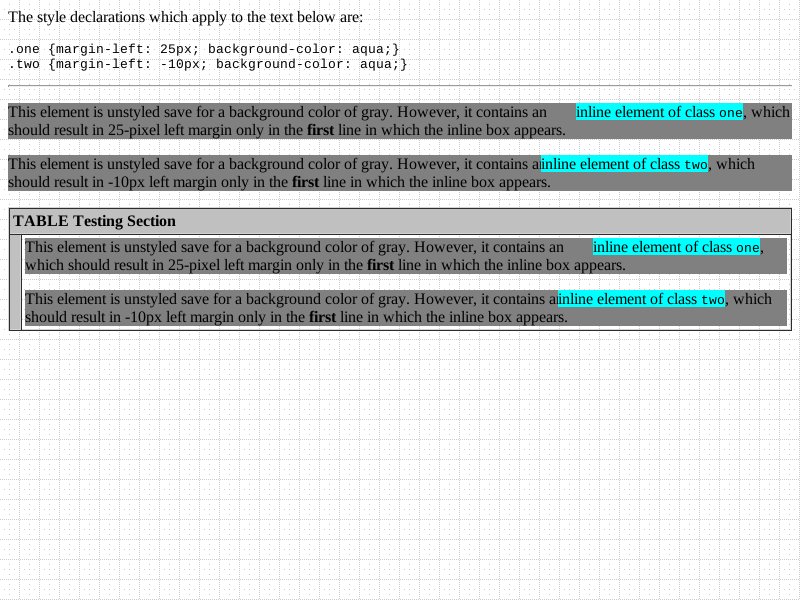 The style declarations which apply to the text below are:
.one {margin-left: 25px; background-color: aqua;}
.two {margin-left: -10px; background-color: aqua;}
This element is unstyled save for a background color of gray. However, it contains an inline element of class one, which
should result in 25-pixel left margin only in the first line in which the inline box appears.
This element is unstyled save for a background color of gray. However, it contains a inline element of class two, which
should result in -10px left margin only in the first line in which the inline box appears.
TABLE Testing Section
This element is unstyled save for a background color of gray. However, it contains an inline element of class one,
which should result in 25-pixel left margin only in the first line in which the inline box appears.
This element is unstyled save for a background color of gray. However, it contains a inline element of class two, which
should result in -10px left margin only in the first line in which the inline box appears.